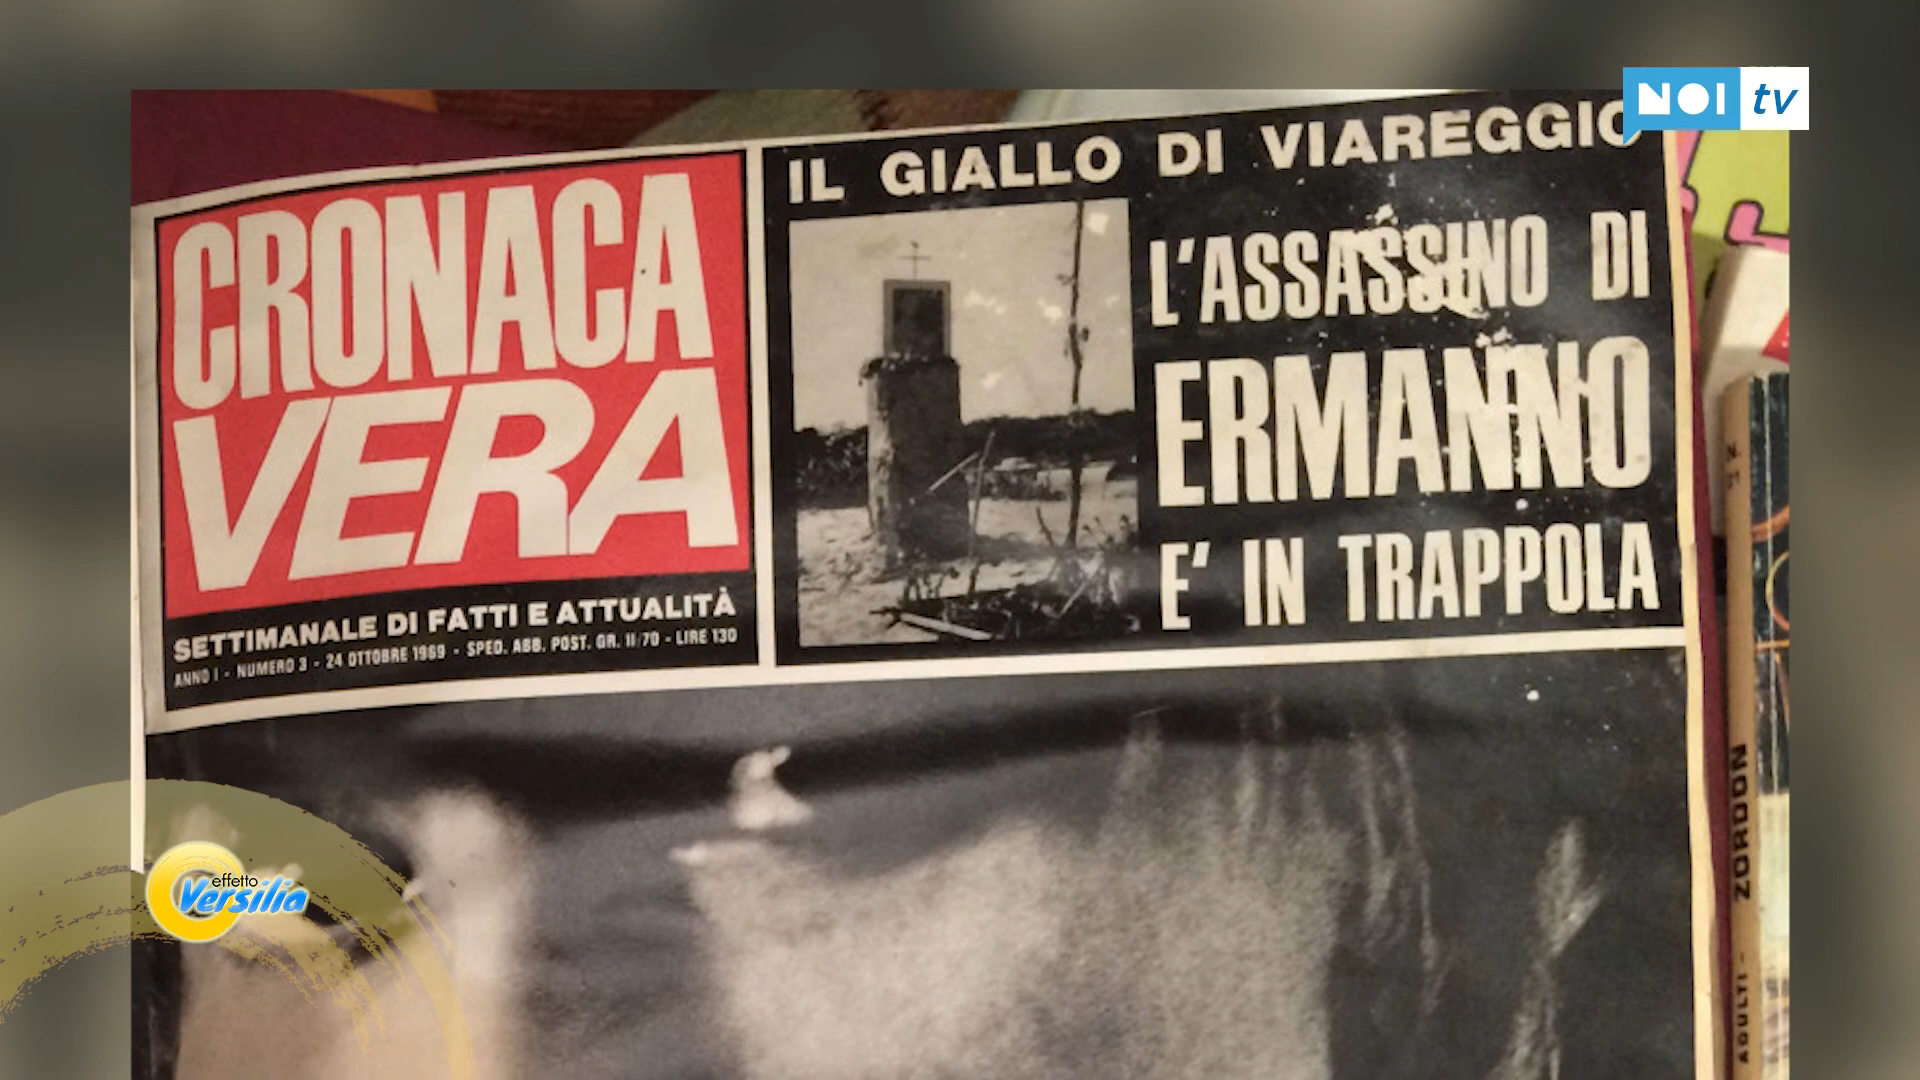 NOI tv
CRONACA
VERA
SETTIMANALE DI FATTI E ATTUALITÀ
ANNO I - NUMERO 3 - 24 OTTOBRE 1969 - SPED. ABB. POST. GR. II/70 - LIRE 130
IL GIALLO DI VIAREGGIO
L'ASSASSINO DI
ERMANNO
E' IN TRAPPOLA
ADULTI - ZORDON
effetto
Versilia